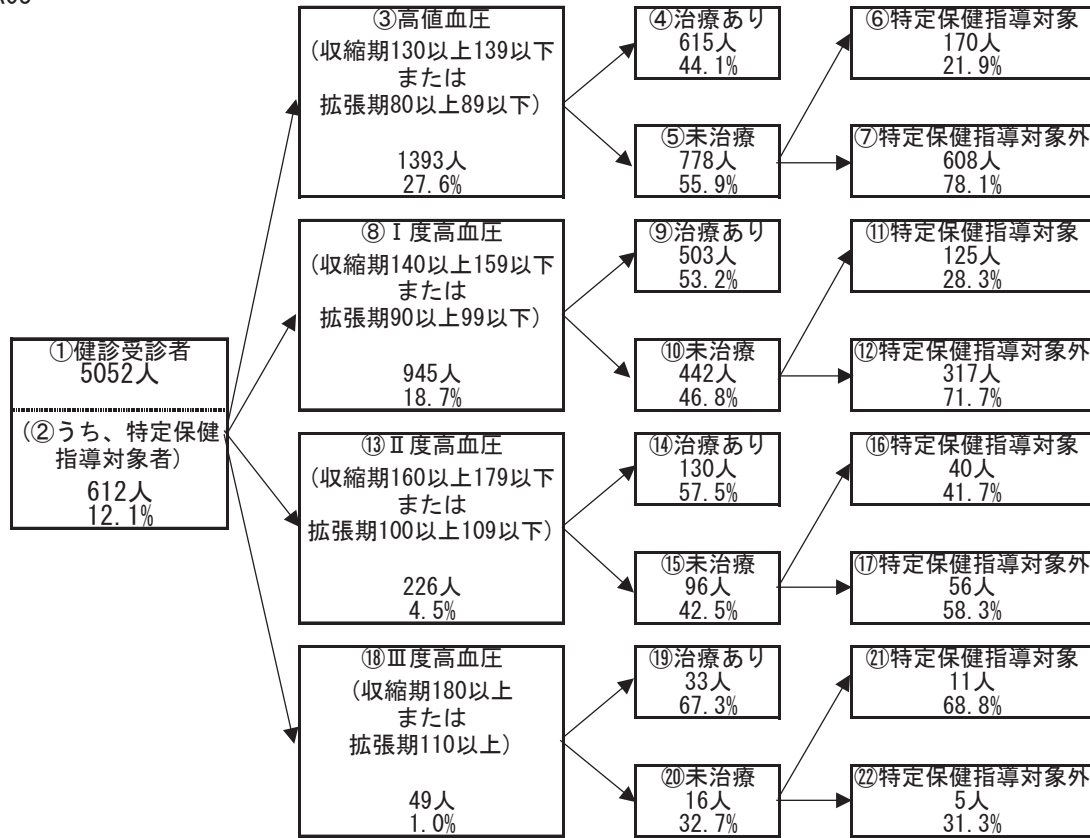 ①健診受診者
5052人
(②うち、特定保健
指導対象者)
612人
12.1%
③高値血圧
(収縮期130以上139以下
または
拡張期80以上89以下)
1393人
27.6%
④治療あり
615人
44.1%
⑤未治療
778人
55.9%
⑥特定保健指導対象
170人
21.9%
⑦特定保健指導対象外
608人
78.1%
⑧Ⅰ度高血圧
(収縮期140以上159以下
または
拡張期90以上99以下)
945人
18.7%
⑨治療あり
503人
53.2%
⑩未治療
442人
46.8%
⑪特定保健指導対象
125人
28.3%
⑫特定保健指導対象外
317人
71.7%
⑬Ⅱ度高血圧
(収縮期160以上179以下
または
拡張期100以上109以下)
226人
4.5%
⑭治療あり
130人
57.5%
⑮未治療
96人
42.5%
⑯特定保健指導対象
40人
41.7%
⑰特定保健指導対象外
56人
58.3%
⑱Ⅲ度高血圧
(収縮期180以上
または
拡張期110以上)
49人
1.0%
⑲治療あり
33人
67.3%
⑳未治療
16人
32.7%
㉑特定保健指導対象
11人
68.8%
㉒特定保健指導対象外
5人
31.3%